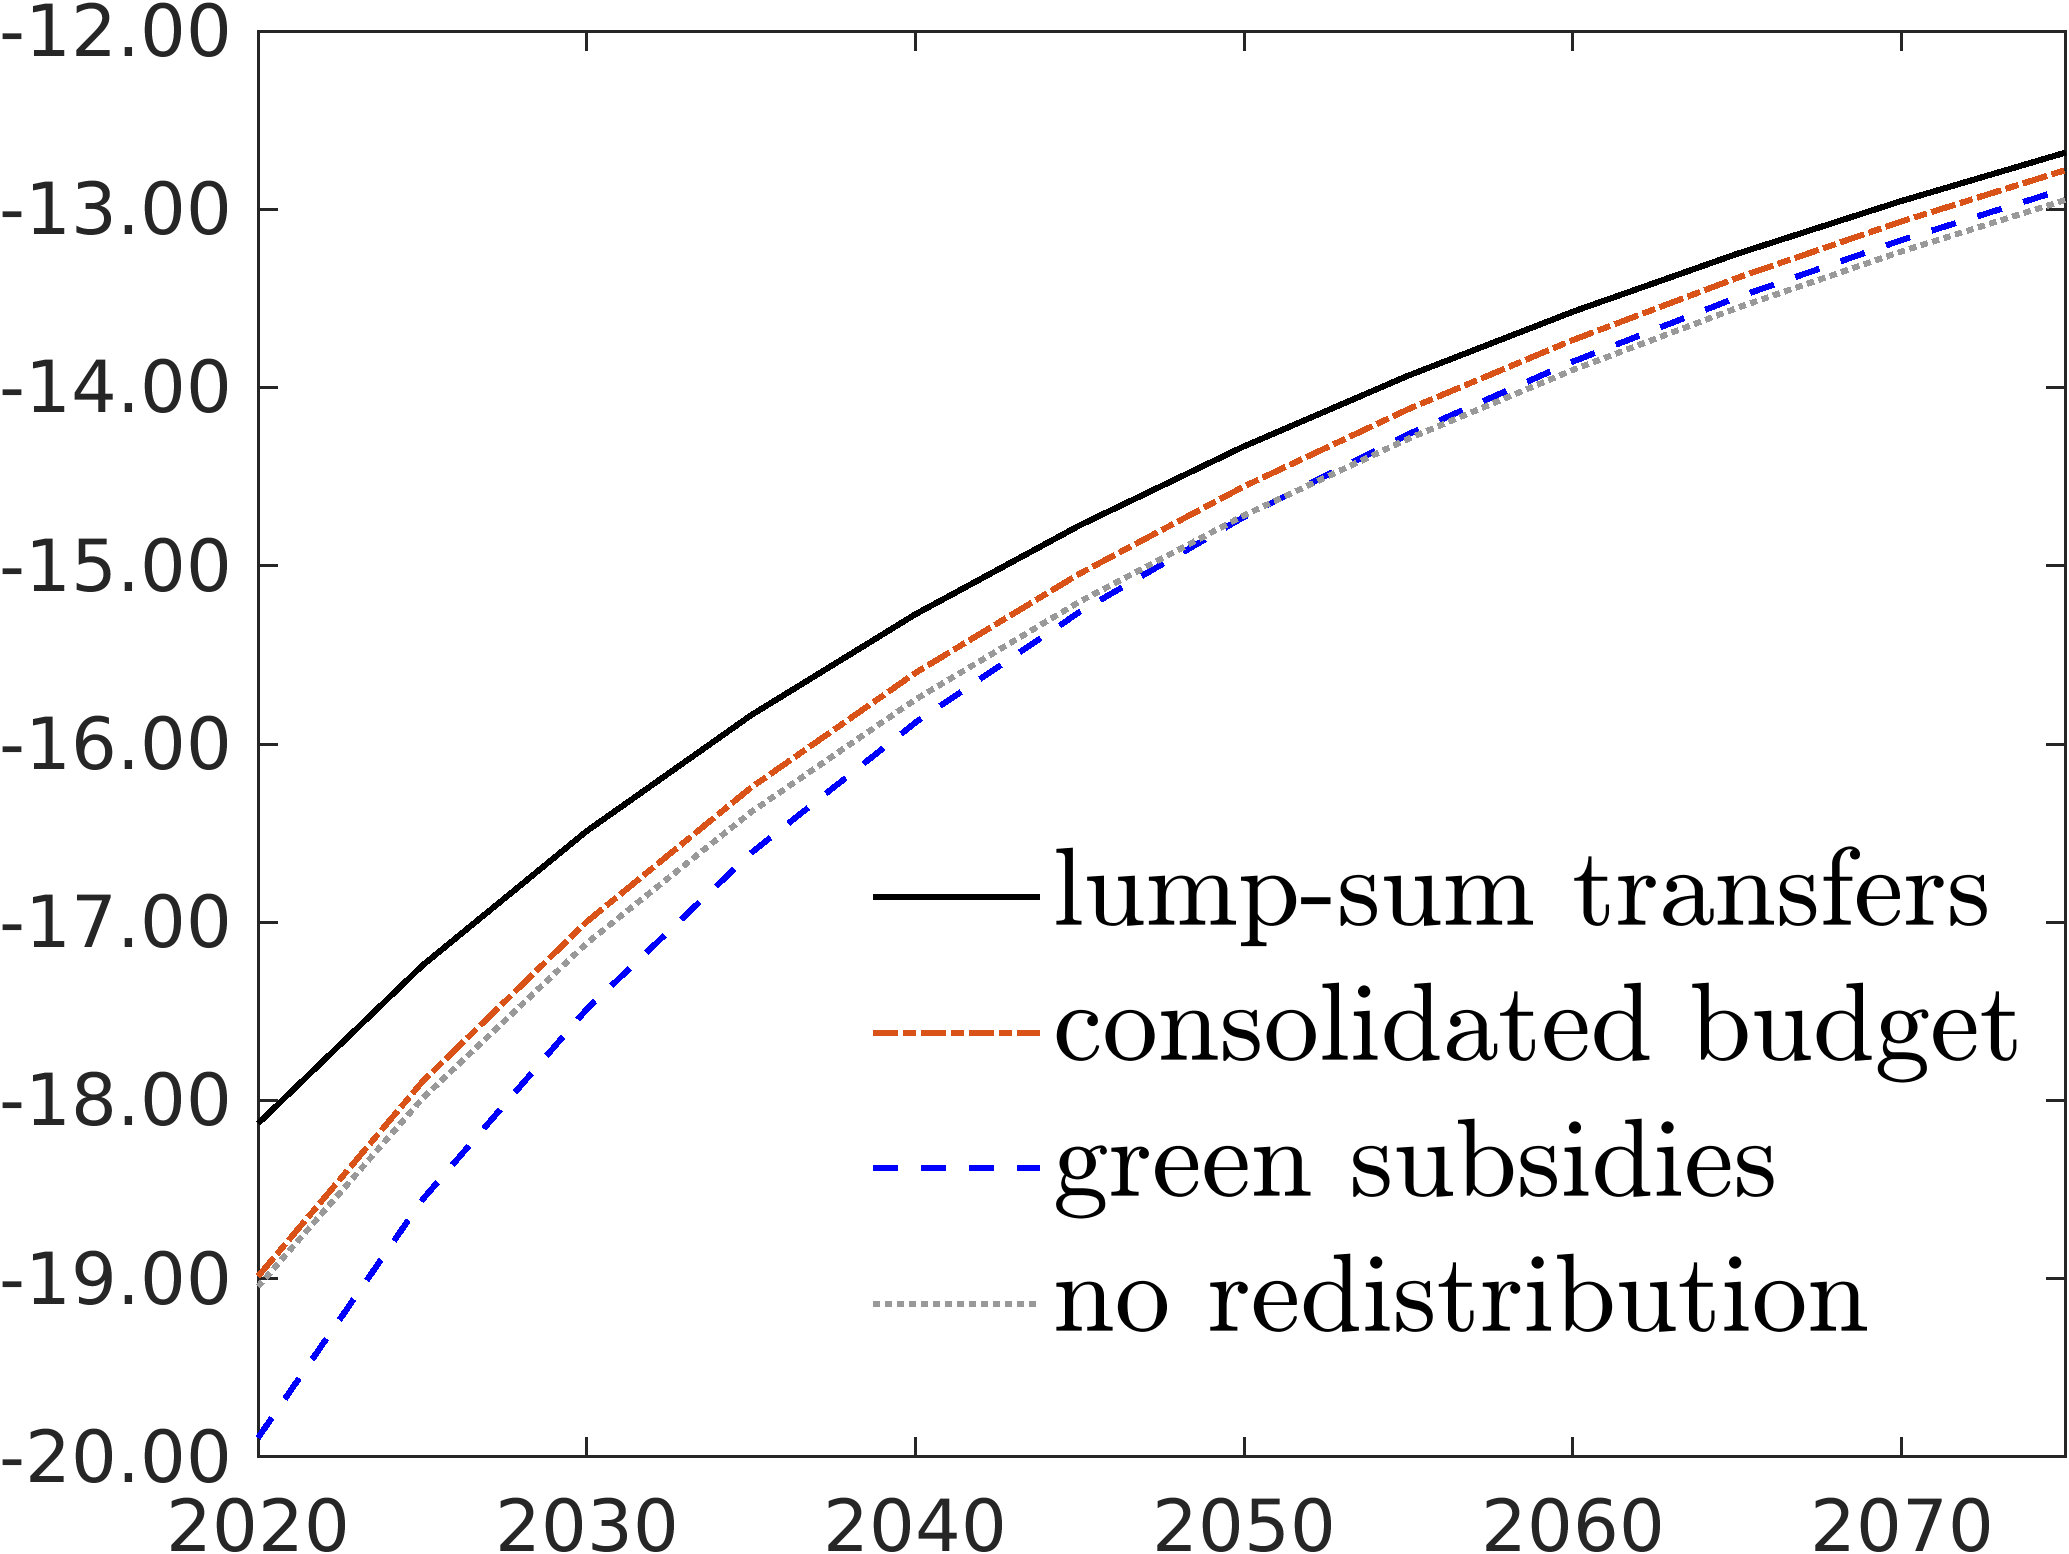 -12.00
-13.00
-14.00
-15.00
-16.00
-17.00
-18.00
-19.00
-20.00
lump-sum transfers
consolidated budget
green subsidies
no redistribution
2020 2030 2040 2050 2060 2070